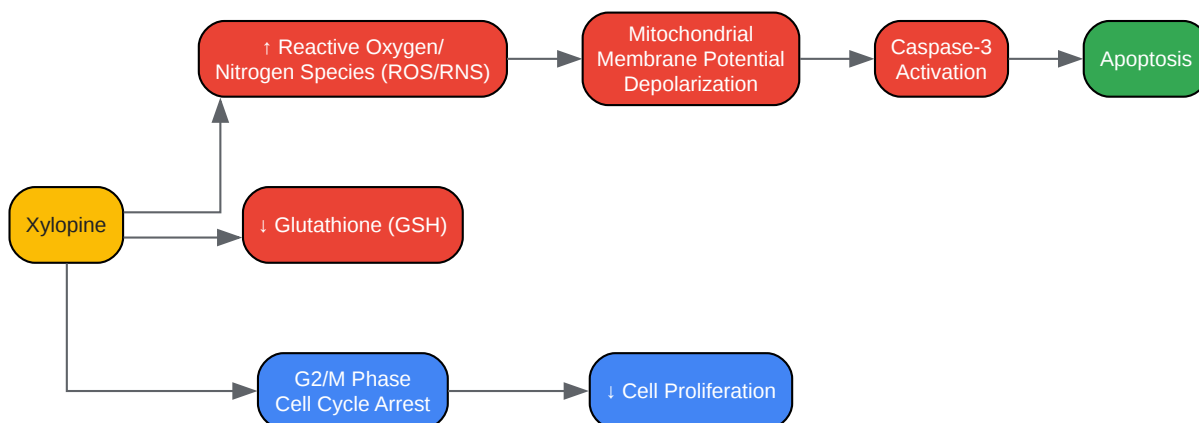 ↑ Reactive Oxygen/
Nitrogen Species (ROS/RNS)
Mitochondrial
Membrane Potential
Depolarization
Caspase-3
Activation
Apoptosis
Xylopine
↓ Glutathione (GSH)
G2/M Phase
Cell Cycle Arrest
↓ Cell Proliferation